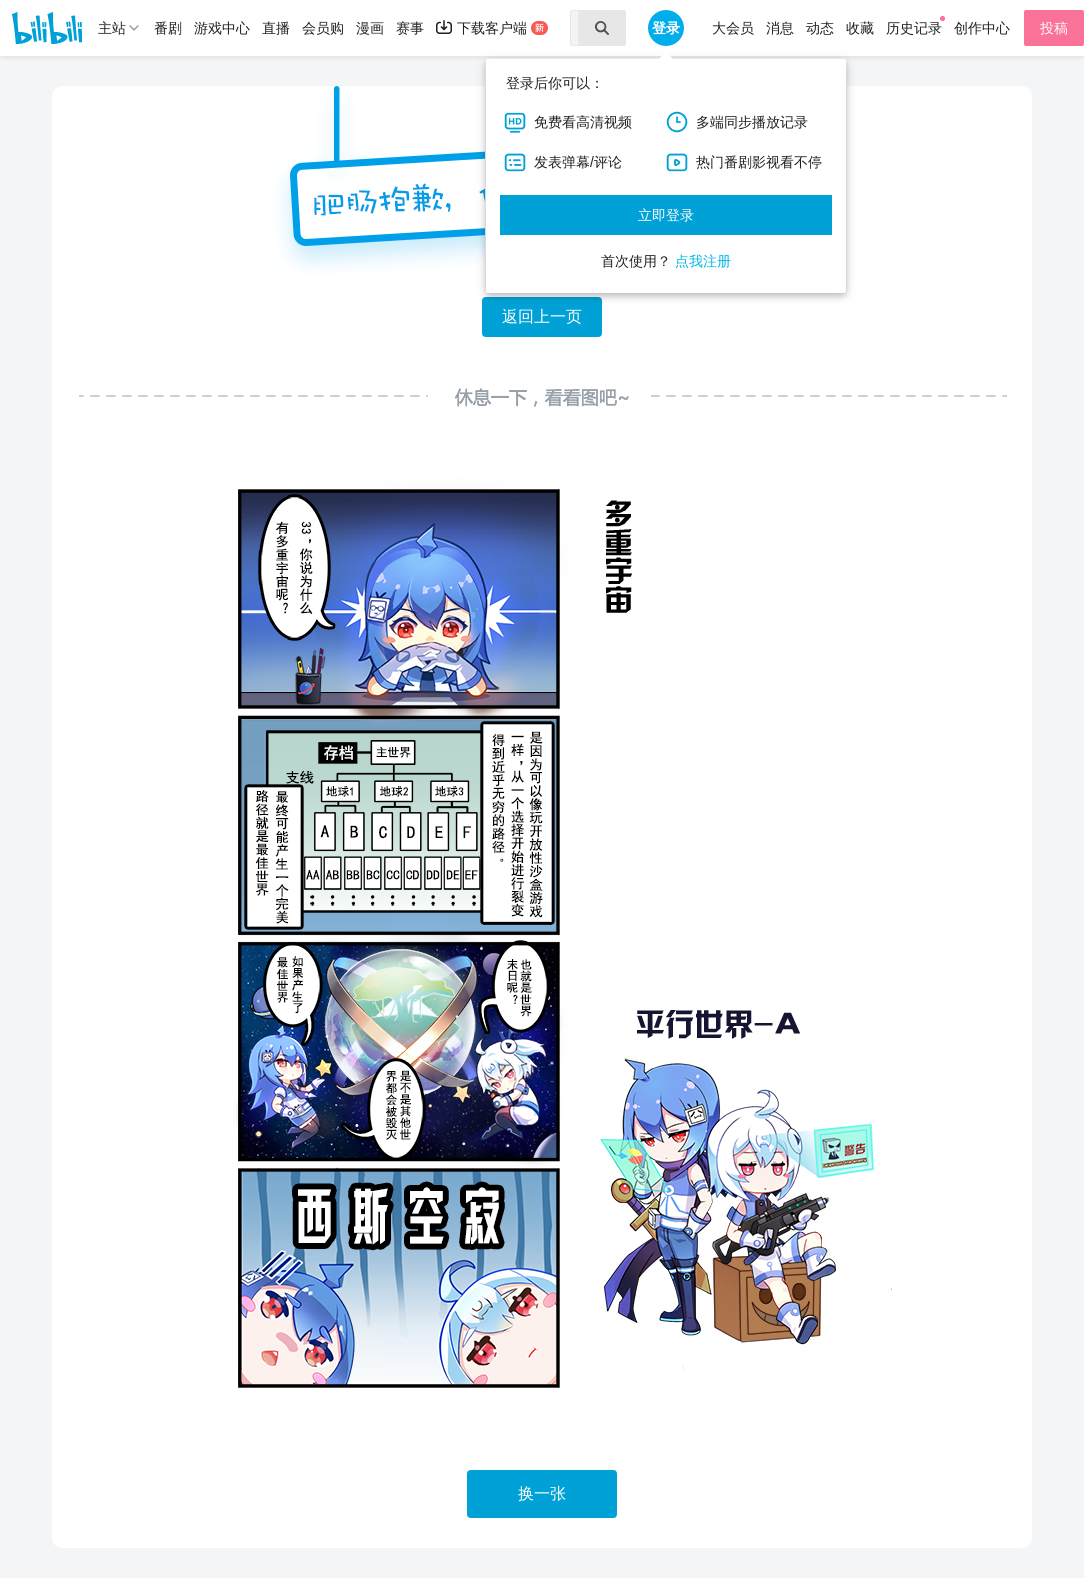 bilibili
主站
番剧
游戏中心
直播
会员购
漫画
赛事
下载客户端
新
登录
大会员
消息
动态
收藏
历史记录
创作中心
投稿
登录后你可以：
HD
免费看高清视频
多端同步播放记录
发表弹幕/评论
热门番剧影视看不停
立即登录
首次使用？ 点我注册
肥肠抱歉，
返回上一页
休息一下，看看图吧~
33，你说为什么
有多重宇宙呢？
多重宇宙
存档
主世界
支线
地球1
地球2
地球3
A B C D E F
AA AB BB BC CC CD DD DE EF
是因为可以像玩开放性沙盒游戏
一样，从一个选择开始进行裂变
得到近乎无穷的路径。
最终可能产生一个完美
路径就是最佳世界
如果产生了
最佳世界
也就是世界
末日呢？
是不是其他世
界都会被毁灭
平行世界-A
警告
西斯空寂
换一张